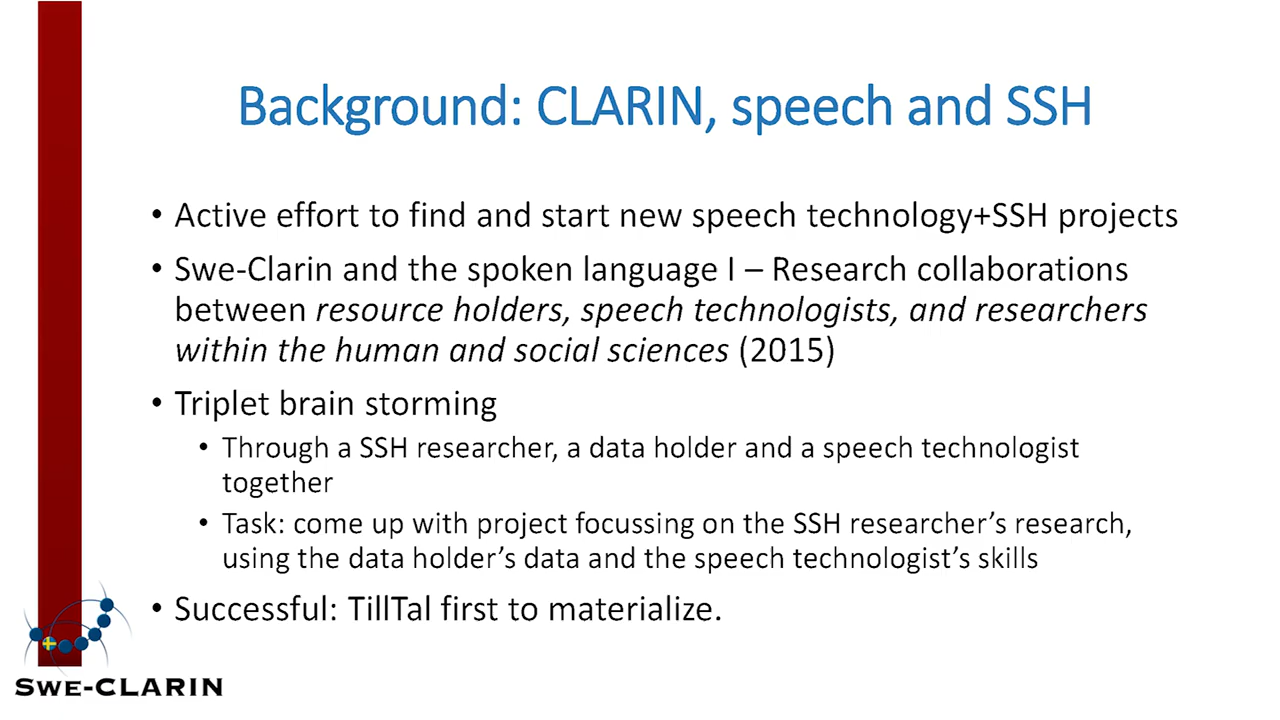 Background: CLARIN, speech and SSH
• Active effort to find and start new speech technology+SSH projects
• Swe-Clarin and the spoken language I – Research collaborations
between resource holders, speech technologists, and researchers
within the human and social sciences (2015)
• Triplet brain storming
• Through a SSH researcher, a data holder and a speech technologist
together
• Task: come up with project focussing on the SSH researcher’s research,
using the data holder’s data and the speech technologist’s skills
• Successful: TillTal first to materialize.
SWE-CLARIN